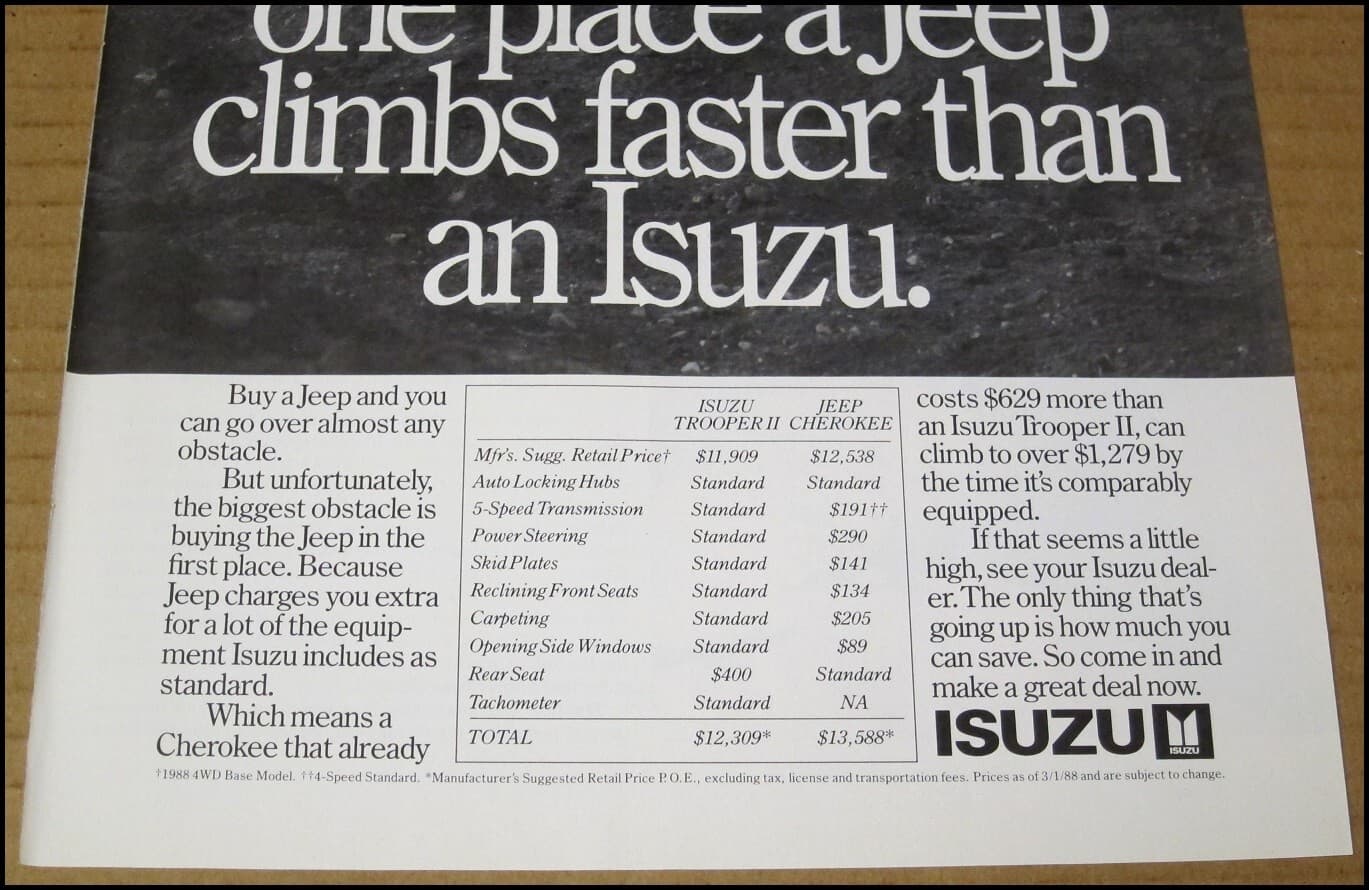 one place a Jeep
climbs faster than
an Isuzu.
Buy a Jeep and you
can go over almost any
obstacle.
But unfortunately,
the biggest obstacle is
buying the Jeep in the
first place. Because
Jeep charges you extra
for a lot of the equip-
ment Isuzu includes as
standard.
Which means a
Cherokee that already
ISUZU TROOPER II JEEP CHEROKEE
Mfr's. Sugg. Retail Price† $11,909 $12,538
Auto Locking Hubs Standard Standard
5-Speed Transmission Standard $191††
Power Steering Standard $290
Skid Plates Standard $141
Reclining Front Seats Standard $134
Carpeting Standard $205
Opening Side Windows Standard $89
Rear Seat $400 Standard
Tachometer Standard NA
TOTAL $12,309* $13,588*
costs $629 more than
an Isuzu Trooper II, can
climb to over $1,279 by
the time it's comparably
equipped.
If that seems a little
high, see your Isuzu deal-
er. The only thing that's
going up is how much you
can save. So come in and
make a great deal now.
ISUZU
ISUZU
†1988 4WD Base Model. ††4-Speed Standard. *Manufacturer's Suggested Retail Price P.O.E., excluding tax, license and transportation fees. Prices as of 3/1/88 and are subject to change.